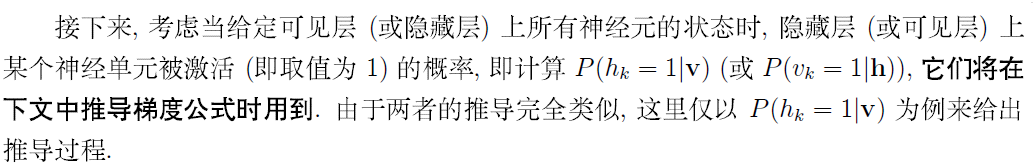 接下来, 考虑当给定可见层 (或隐藏层) 上所有神经元的状态时, 隐藏层 (或可见层) 上
某个神经单元被激活 (即取值为 1) 的概率, 即计算 P(hₖ = 1|v) (或 P(vₖ = 1|h)), 它们将在
下文中推导梯度公式时用到. 由于两者的推导完全类似, 这里仅以 P(hₖ = 1|v) 为例来给出
推导过程.